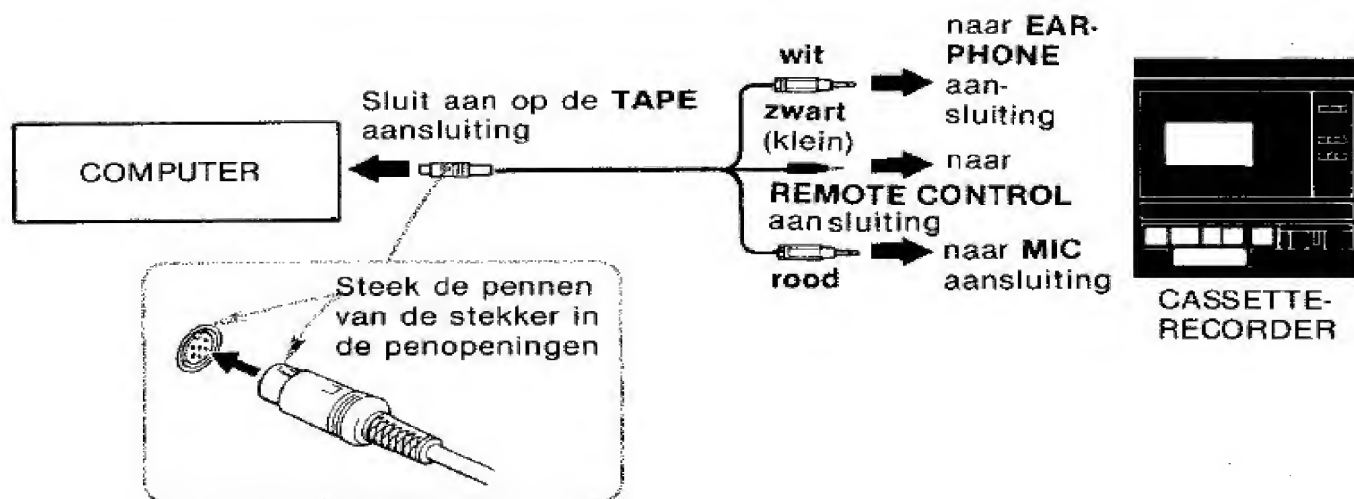 COMPUTER
Sluit aan op de TAPE
aansluiting
wit
naar EAR-
PHONE
aan-
sluiting
zwart
(klein)
naar
REMOTE CONTROL
aansluiting
rood
naar MIC
aansluiting
CASSETTE-
RECORDER
Steek de pennen
van de stekker in
de penopeningen